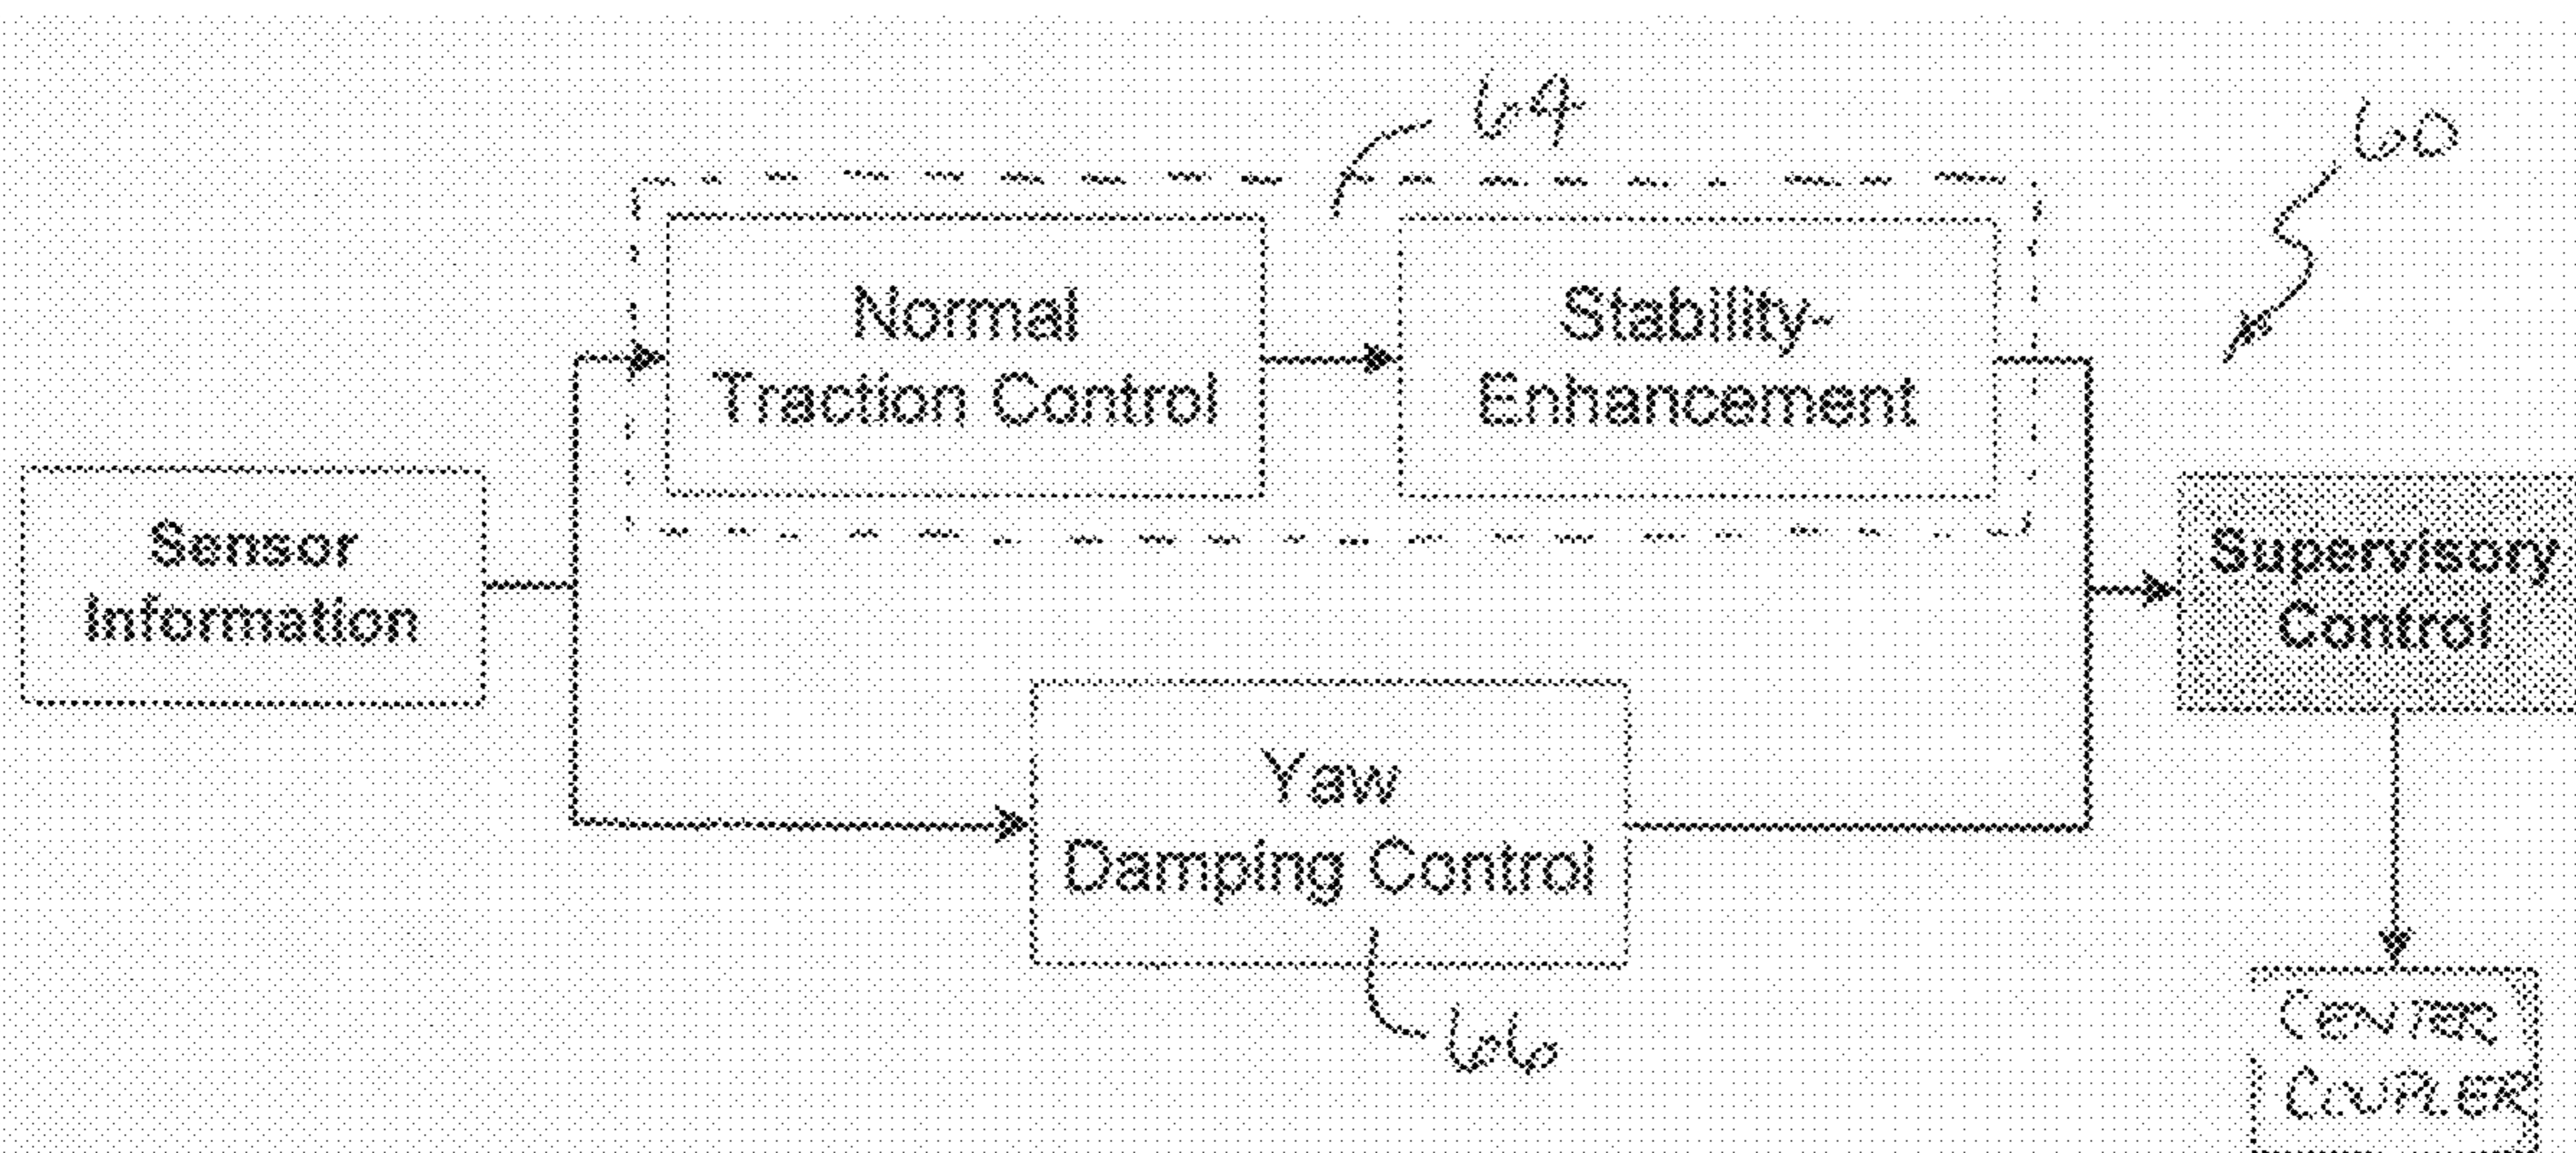 64
60
Normal
Traction Control
Stability-
Enhancement
Sensor
Information
Supervisory
Control
Yaw
Damping Control
66
CENTER
COUPLER